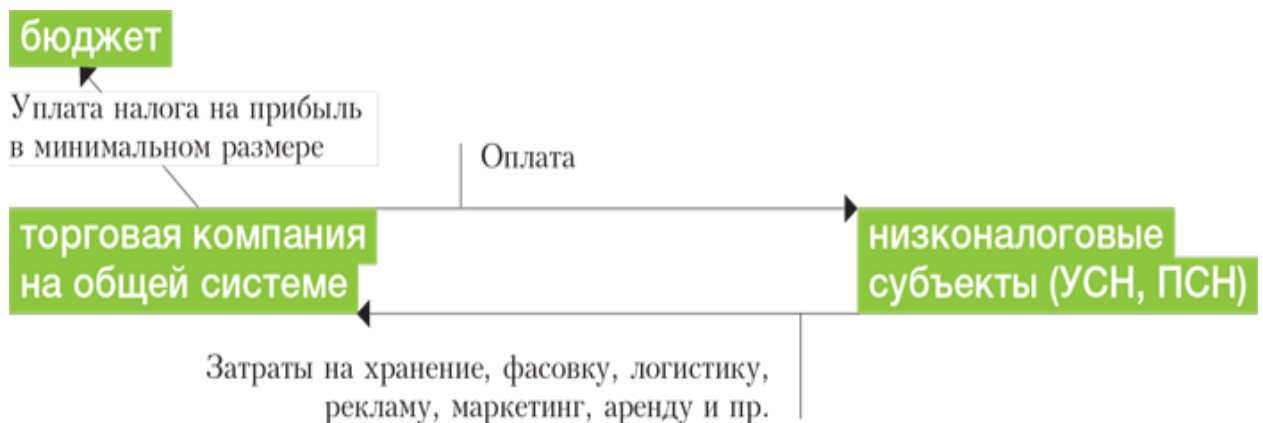 бюджет
Уплата налога на прибыль
в минимальном размере
Оплата
торговая компания
на общей системе
низконалоговые
субъекты (УСН, ПСН)
Затраты на хранение, фасовку, логистику,
рекламу, маркетинг, аренду и пр.